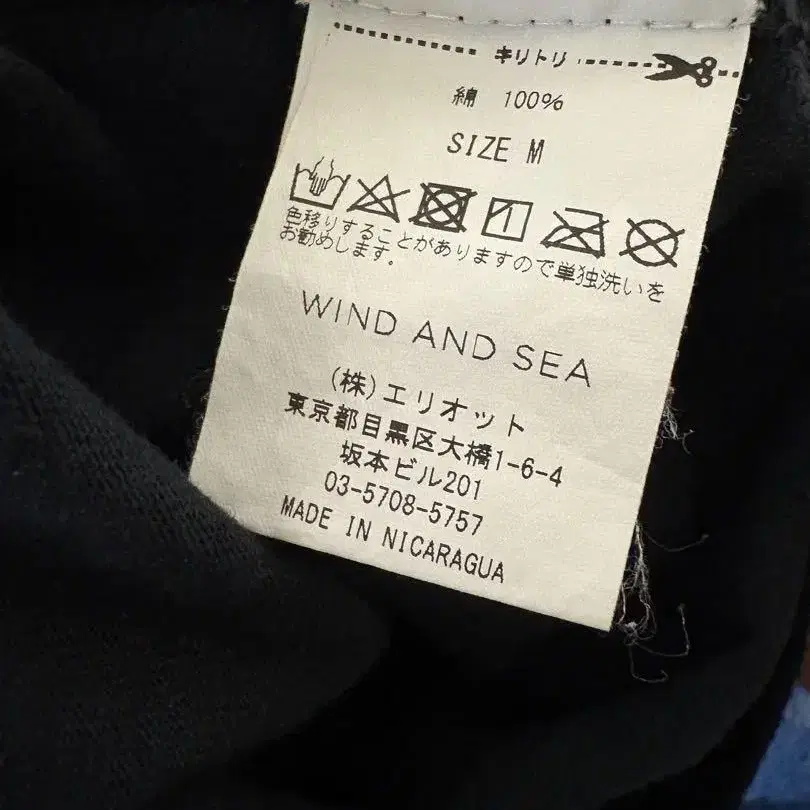 キリトリ
綿 100%
SIZE M
色移りすることがありますので単独洗いを
お勧めします。
WIND AND SEA
(株)エリオット
東京都目黒区大橋1-6-4
坂本ビル201
03-5708-5757
MADE IN NICARAGUA